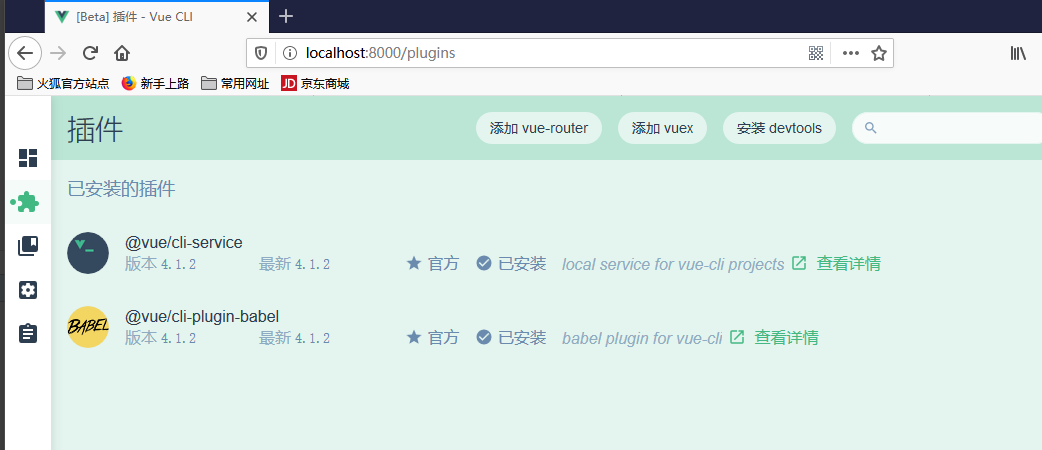 [Beta] 插件 - Vue CLI
localhost:8000/plugins
火狐官方站点 新手上路 常用网址 JD 京东商城
插件 添加 vue-router 添加 vuex 安装 devtools
已安装的插件
@vue/cli-service
版本 4.1.2 最新 4.1.2 官方 已安装 local service for vue-cli projects 查看详情
BABEL @vue/cli-plugin-babel
版本 4.1.2 最新 4.1.2 官方 已安装 babel plugin for vue-cli 查看详情